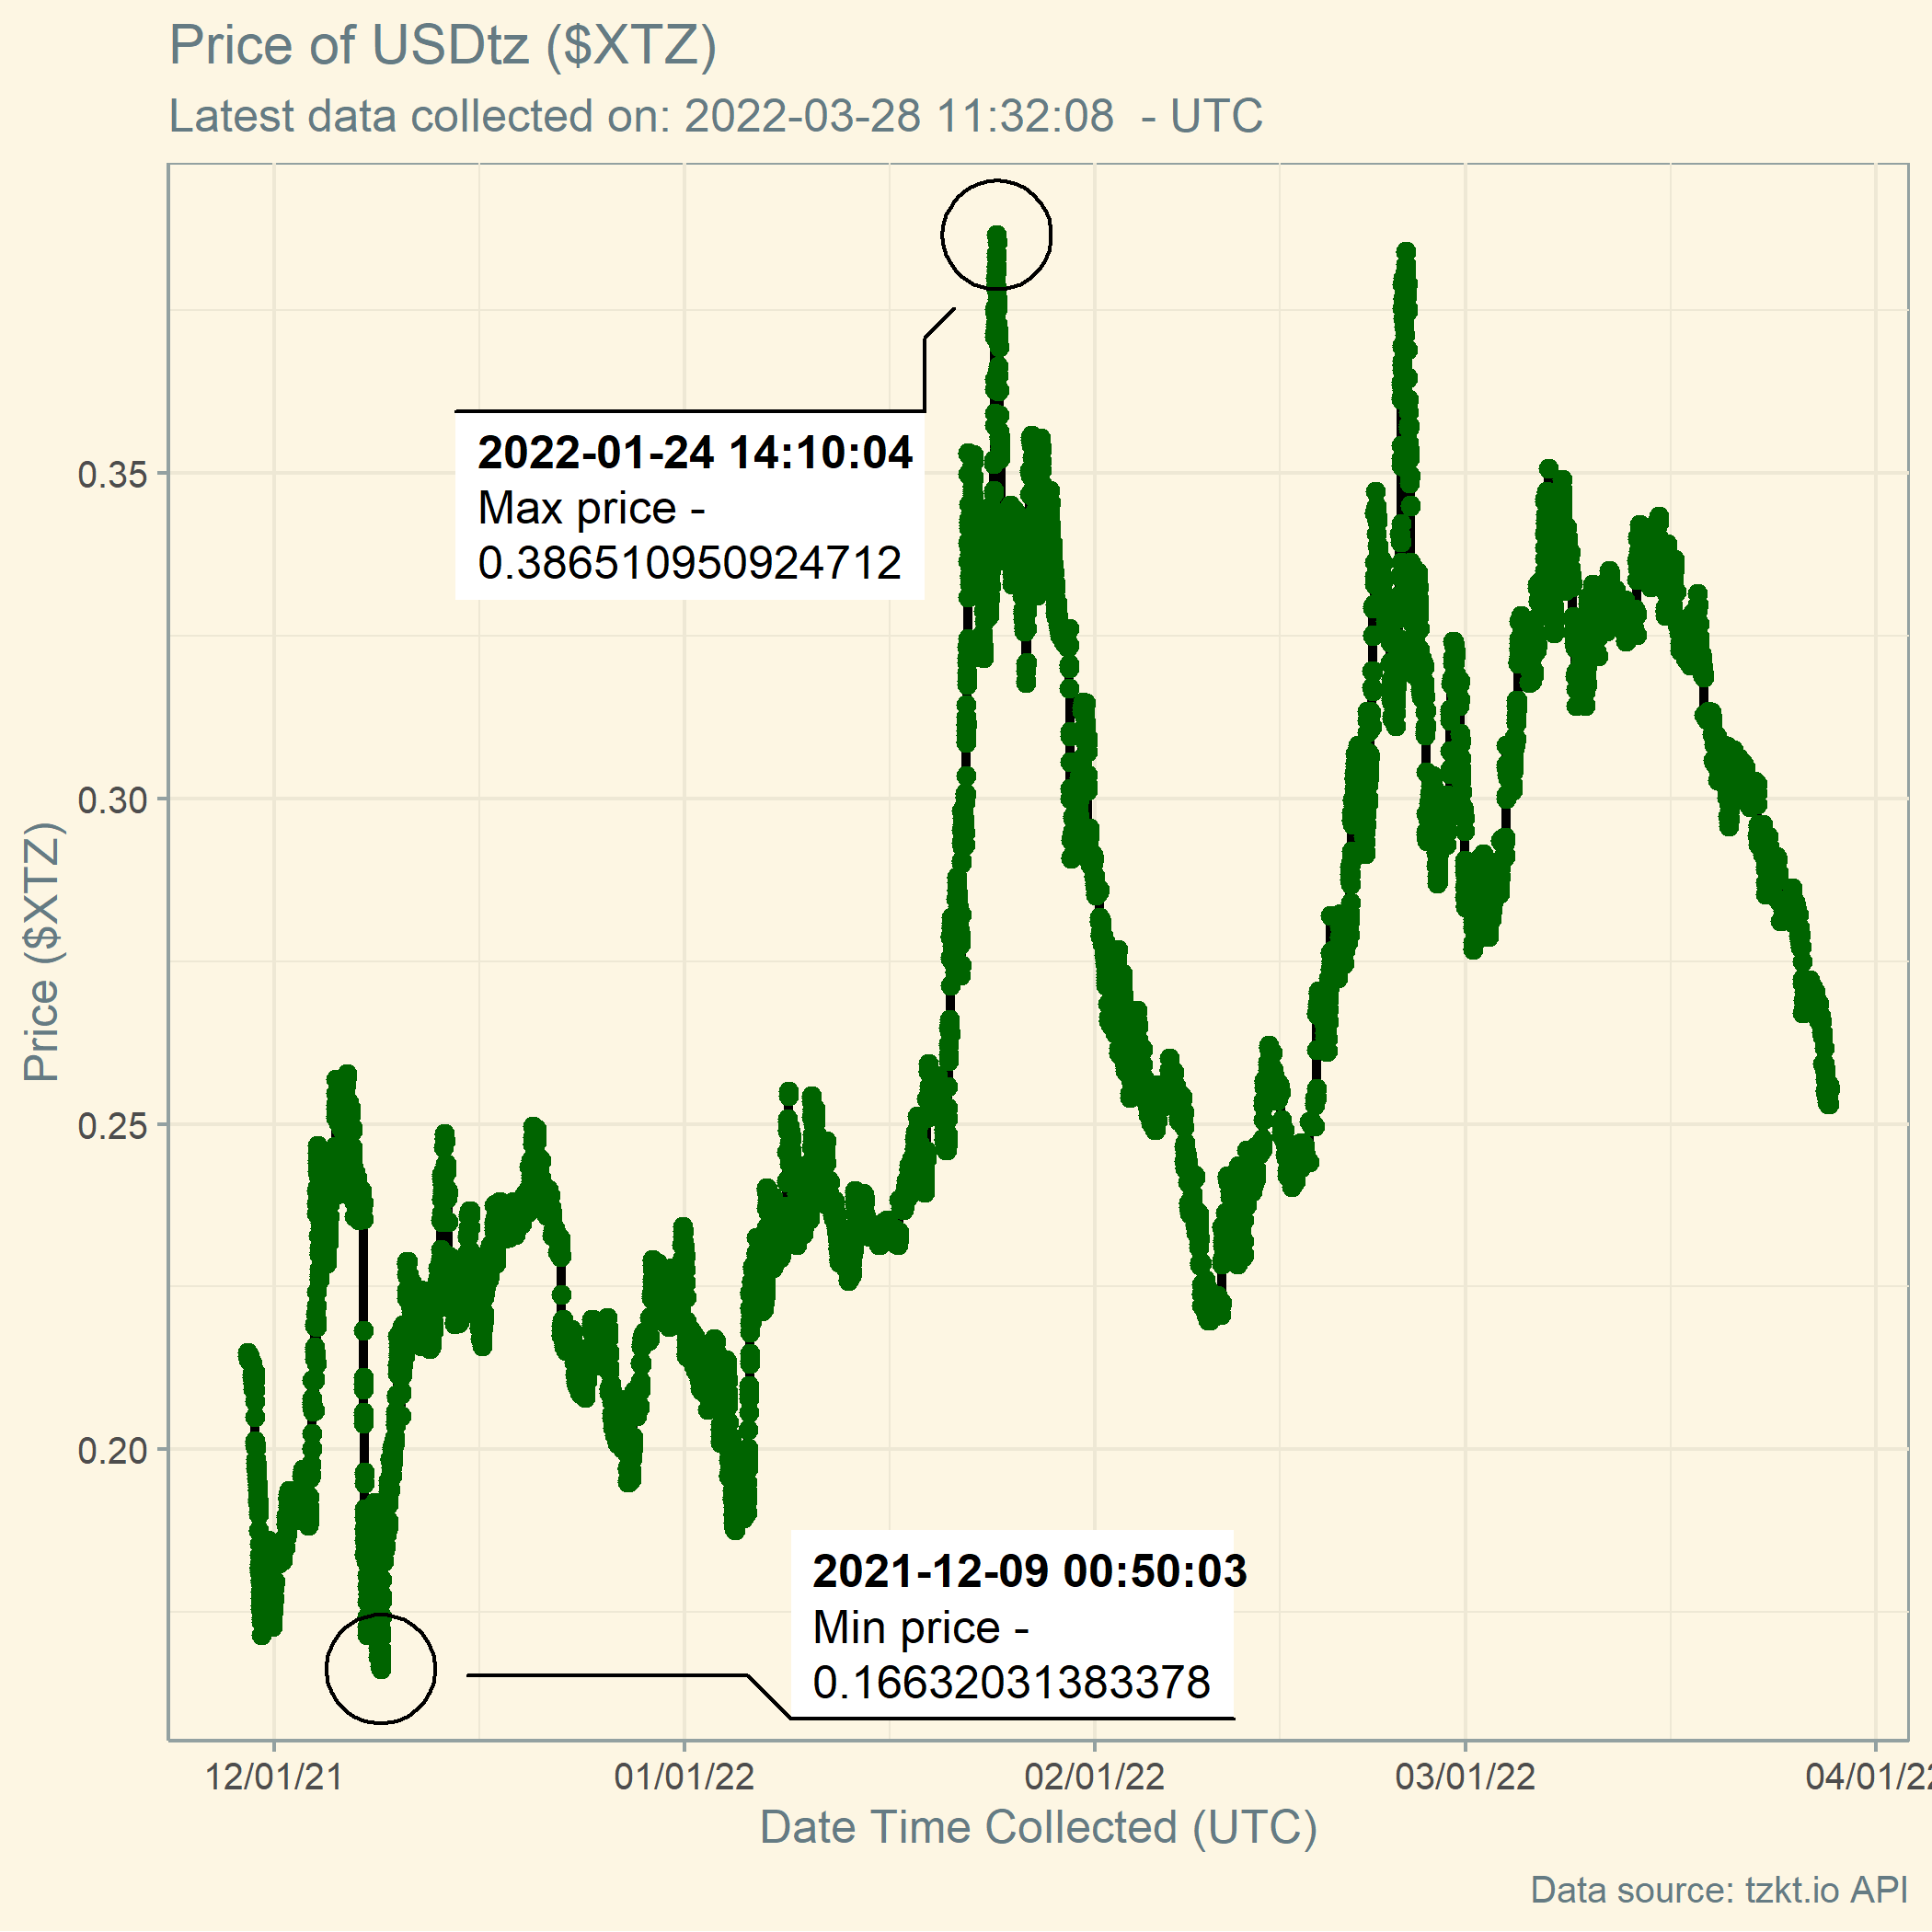 Price of USDtz ($XTZ)
Latest data collected on: 2022-03-28 11:32:08  - UTC
2022-01-24 14:10:04
Max price -
0.386510950924712
0.35
0.30
0.25
0.20
Price ($XTZ)
2021-12-09 00:50:03
Min price -
0.16632031383378
12/01/21
01/01/22
02/01/22
03/01/22
04/01/22
Date Time Collected (UTC)
Data source: tzkt.io API